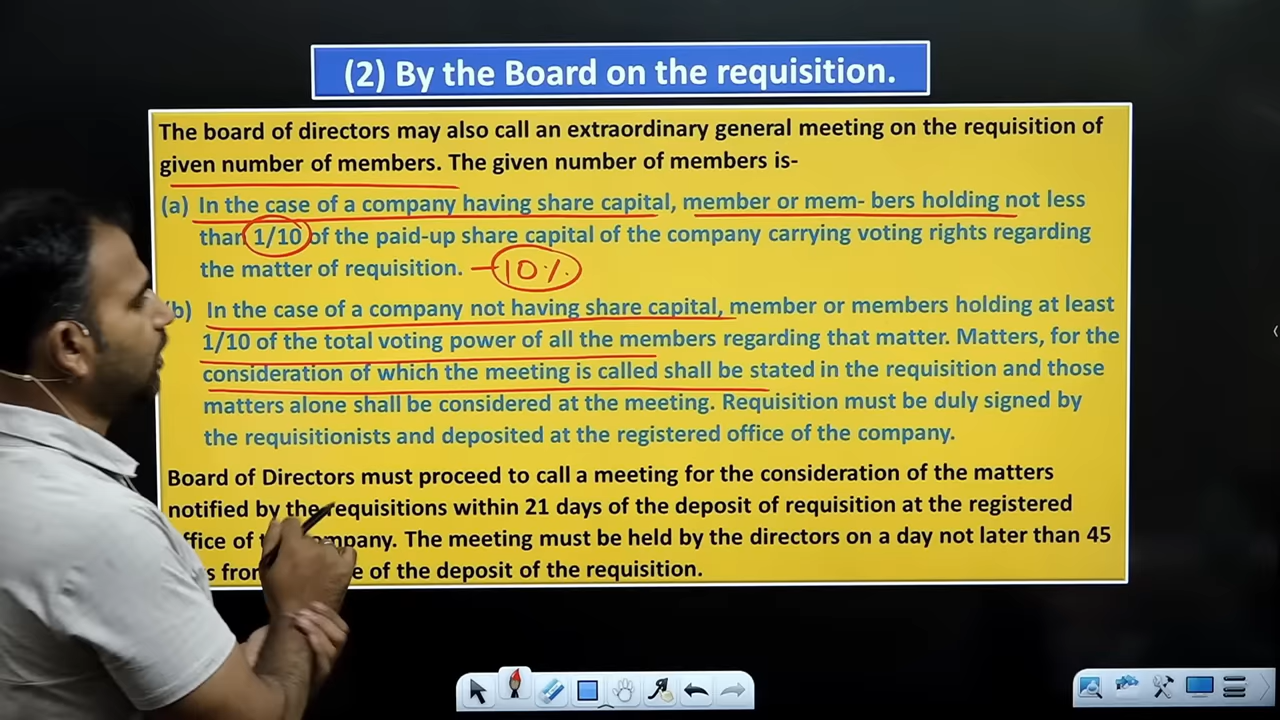 (2) By the Board on the requisition.
The board of directors may also call an extraordinary general meeting on the requisition of
given number of members. The given number of members is-
(a) In the case of a company having share capital, member or mem- bers holding not less
than 1/10 of the paid-up share capital of the company carrying voting rights regarding
the matter of requisition. - 10%
b) In the case of a company not having share capital, member or members holding at least
1/10 of the total voting power of all the members regarding that matter. Matters, for the
consideration of which the meeting is called shall be stated in the requisition and those
matters alone shall be considered at the meeting. Requisition must be duly signed by
the requisitionists and deposited at the registered office of the company.
Board of Directors must proceed to call a meeting for the consideration of the matters
notified by the requisitions within 21 days of the deposit of requisition at the registered
office of company. The meeting must be held by the directors on a day not later than 45
of the deposit of the requisition.